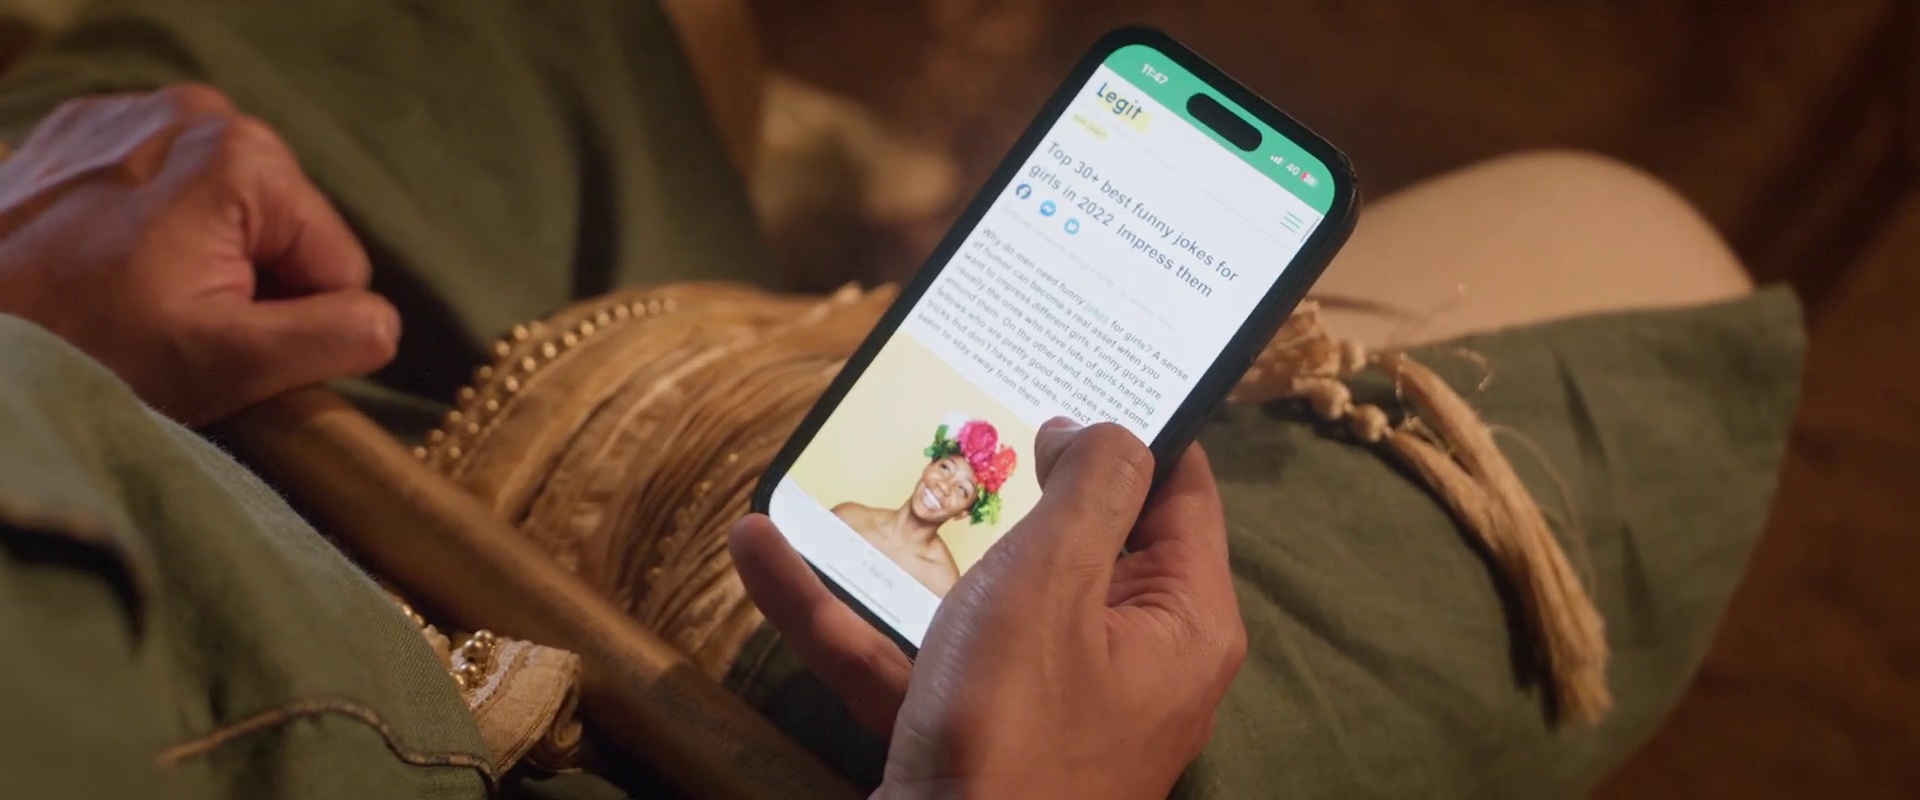 11:47
4G
Legit
Top 30+ best funny jokes for
girls in 2022 Impress them
Why do men need funny jokes for girls? A sense
of humor can become a real asset when you
want to impress different girls. Funny guys are
usually the ones who have lots of girls hanging
around them. On the other hand, there are some
fellows who are pretty good with jokes and
tricks but don't have any ladies, in-fact,
seem to stay away from them